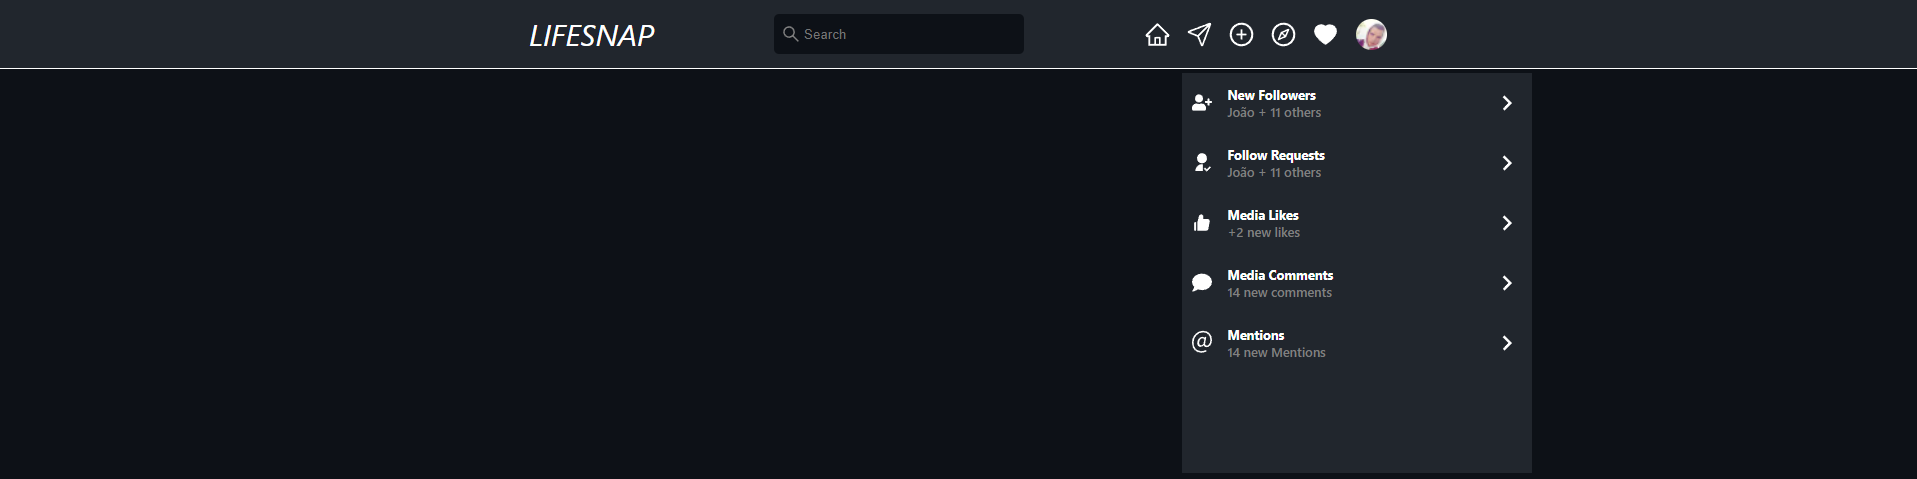 LIFESNAP
Search
New Followers
João + 11 others
Follow Requests
João + 11 others
Media Likes
+2 new likes
Media Comments
14 new comments
@
Mentions
14 new Mentions